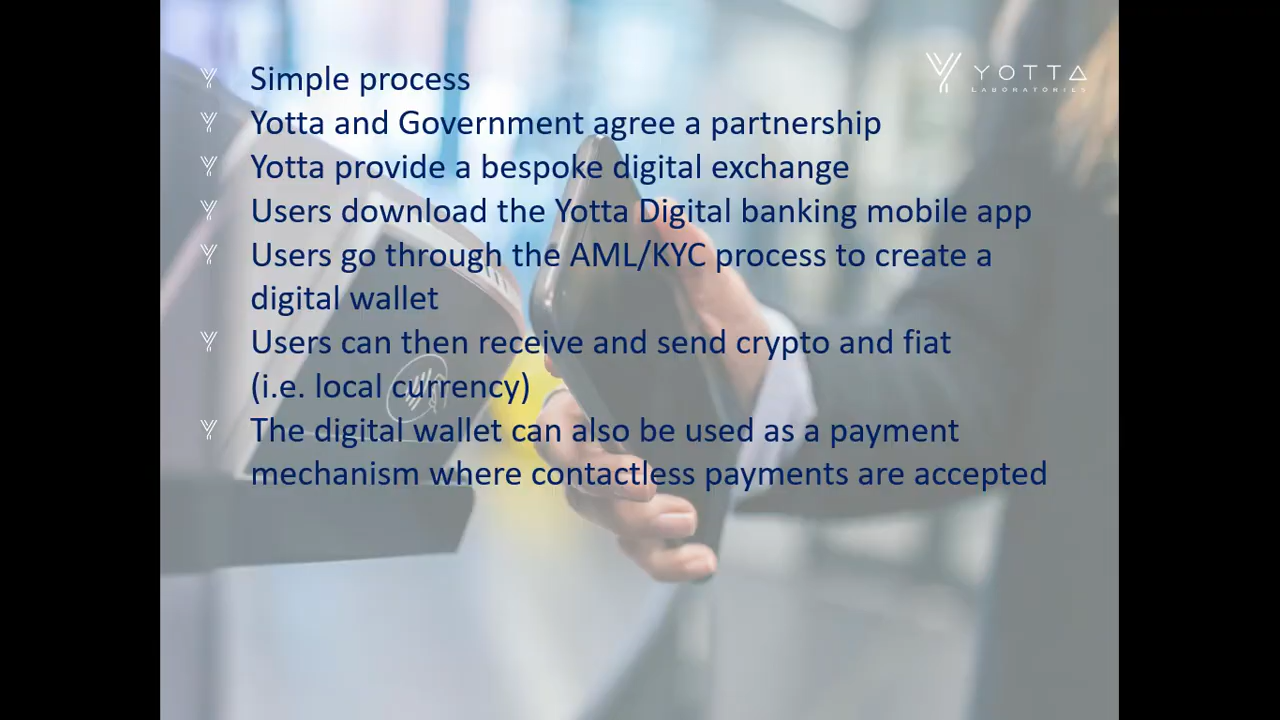 YOTTA
LABORATORIES
Simple process
Yotta and Government agree a partnership
Yotta provide a bespoke digital exchange
Users download the Yotta Digital banking mobile app
Users go through the AML/KYC process to create a
digital wallet
Users can then receive and send crypto and fiat
(i.e. local currency)
The digital wallet can also be used as a payment
mechanism where contactless payments are accepted